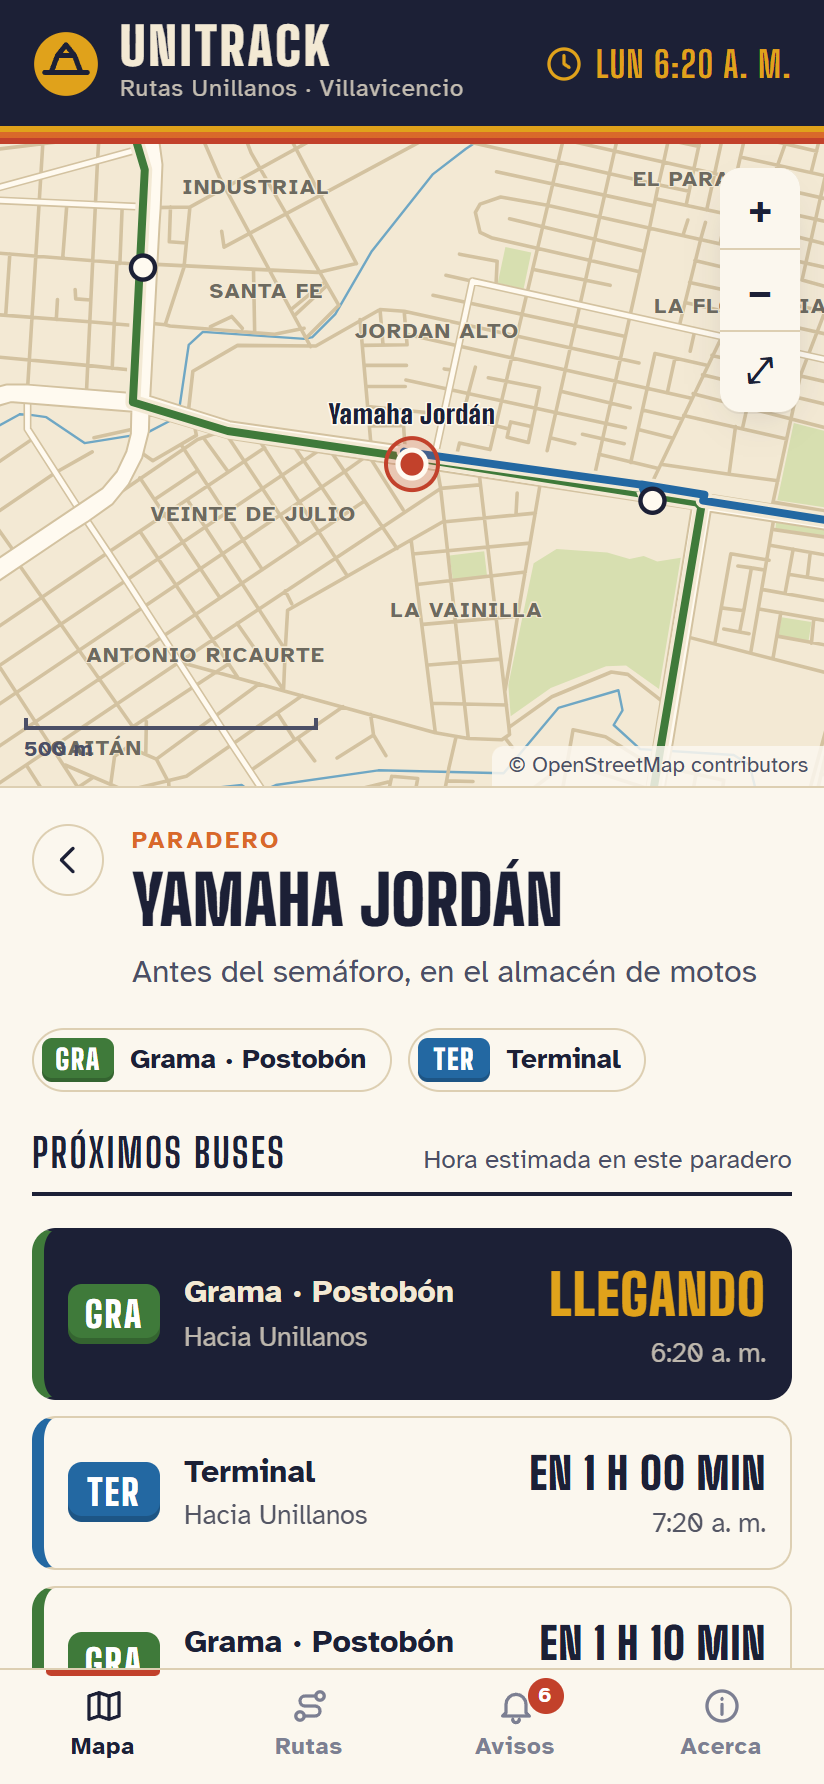 UNITRACK
Rutas Unillanos · Villavicencio
LUN 6:20 A. M.
INDUSTRIAL
EL PARA
+
SANTA FE
−
LA FL
IA
JORDAN ALTO
Yamaha Jordán
VEINTE DE JULIO
LA VAINILLA
ANTONIO RICAURTE
500 m
GAITÁN
© OpenStreetMap contributors
PARADERO
YAMAHA JORDÁN
Antes del semáforo, en el almacén de motos
GRA Grama · Postobón
TER Terminal
PRÓXIMOS BUSES
Hora estimada en este paradero
GRA
Grama · Postobón
Hacia Unillanos
LLEGANDO
6:20 a. m.
TER
Terminal
Hacia Unillanos
EN 1 H 00 MIN
7:20 a. m.
GRA
Grama · Postobón
EN 1 H 10 MIN
Mapa
Rutas
6
Avisos
Acerca